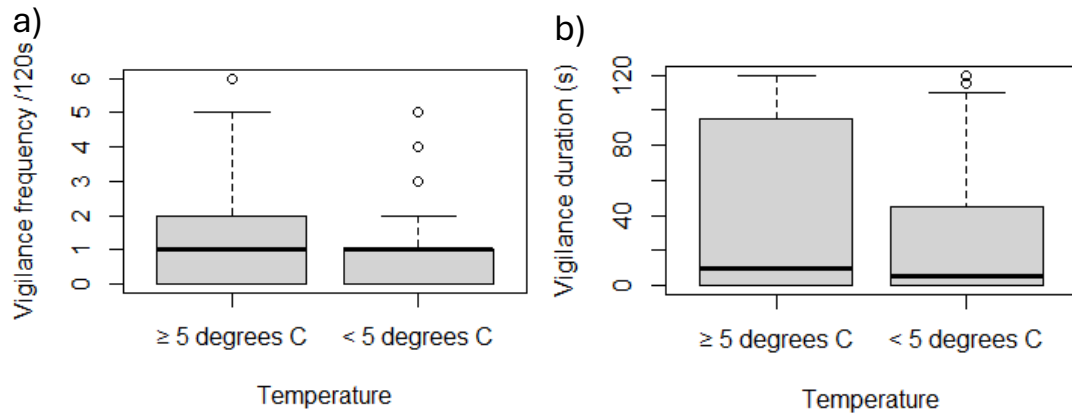 a)
Vigilance frequency /120s
6
5
4
3
2
1
0
≥ 5 degrees C
< 5 degrees C
Temperature
b)
Vigilance duration (s)
120
80
40
0
≥ 5 degrees C
< 5 degrees C
Temperature